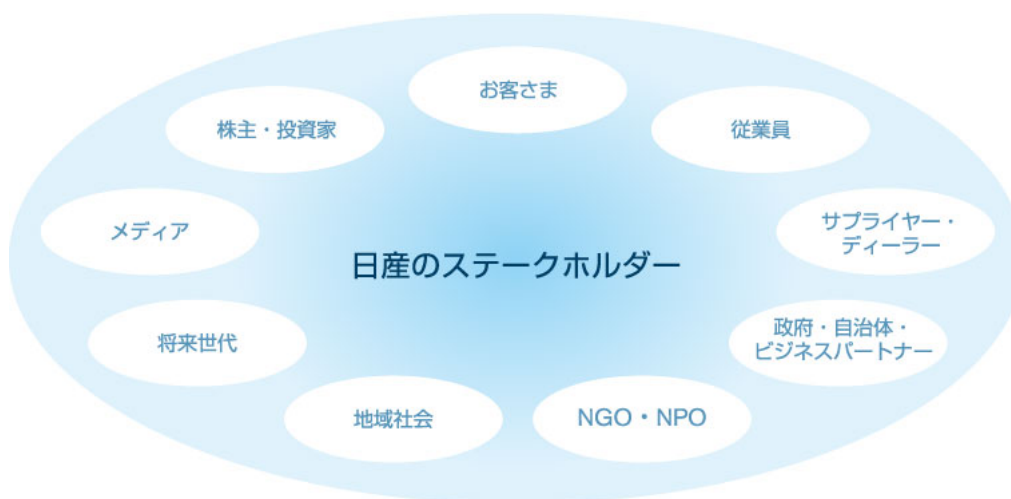 お客さま
株主・投資家
従業員
メディア
サプライヤー・
ディーラー
日産のステークホルダー
将来世代
政府・自治体・
ビジネスパートナー
地域社会
NGO・NPO